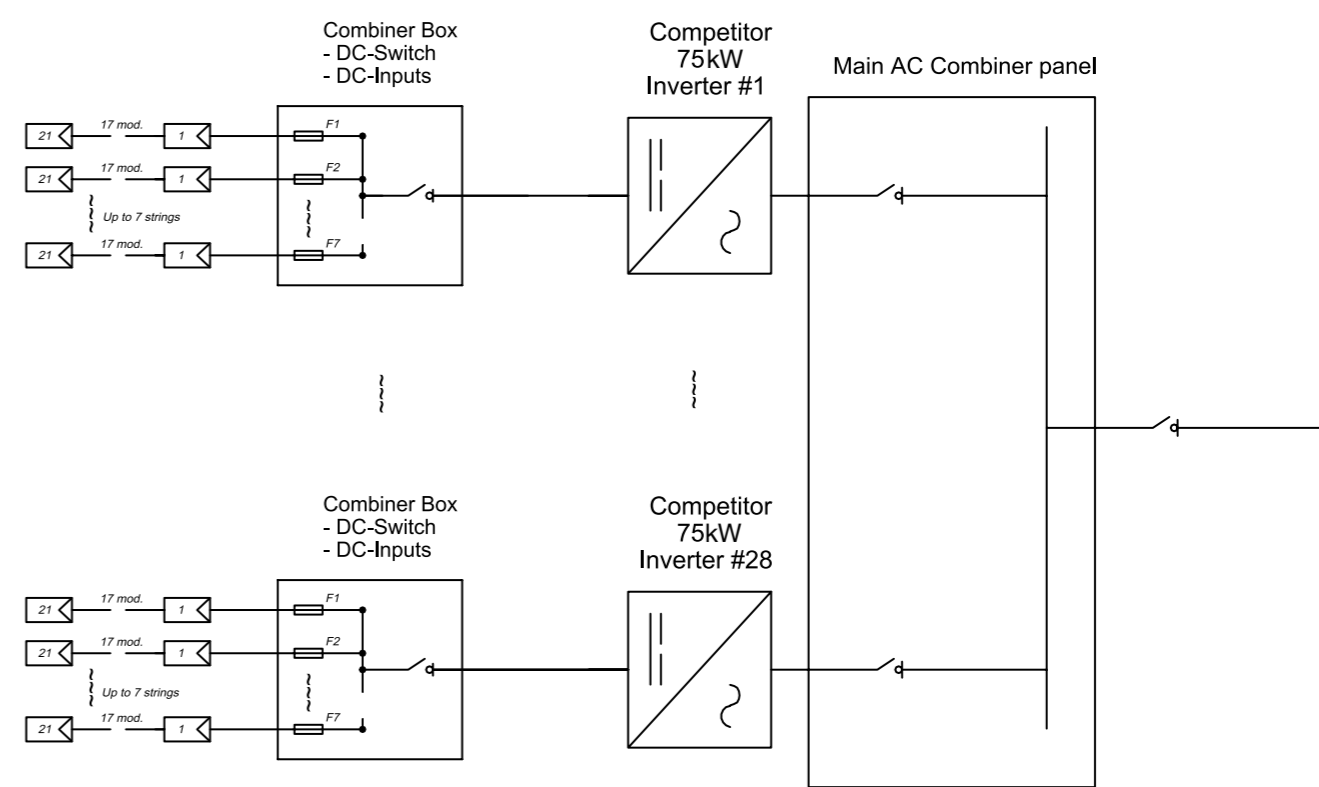 Combiner Box
- DC-Switch
- DC-Inputs
Competitor
75kW
Inverter #1
Main AC Combiner panel
21 17 mod. 1 F1
21 17 mod. 1 F2
Up to 7 strings
21 17 mod. 1 F7
Combiner Box
- DC-Switch
- DC-Inputs
Competitor
75kW
Inverter #28
21 17 mod. 1 F1
21 17 mod. 1 F2
Up to 7 strings
21 17 mod. 1 F7